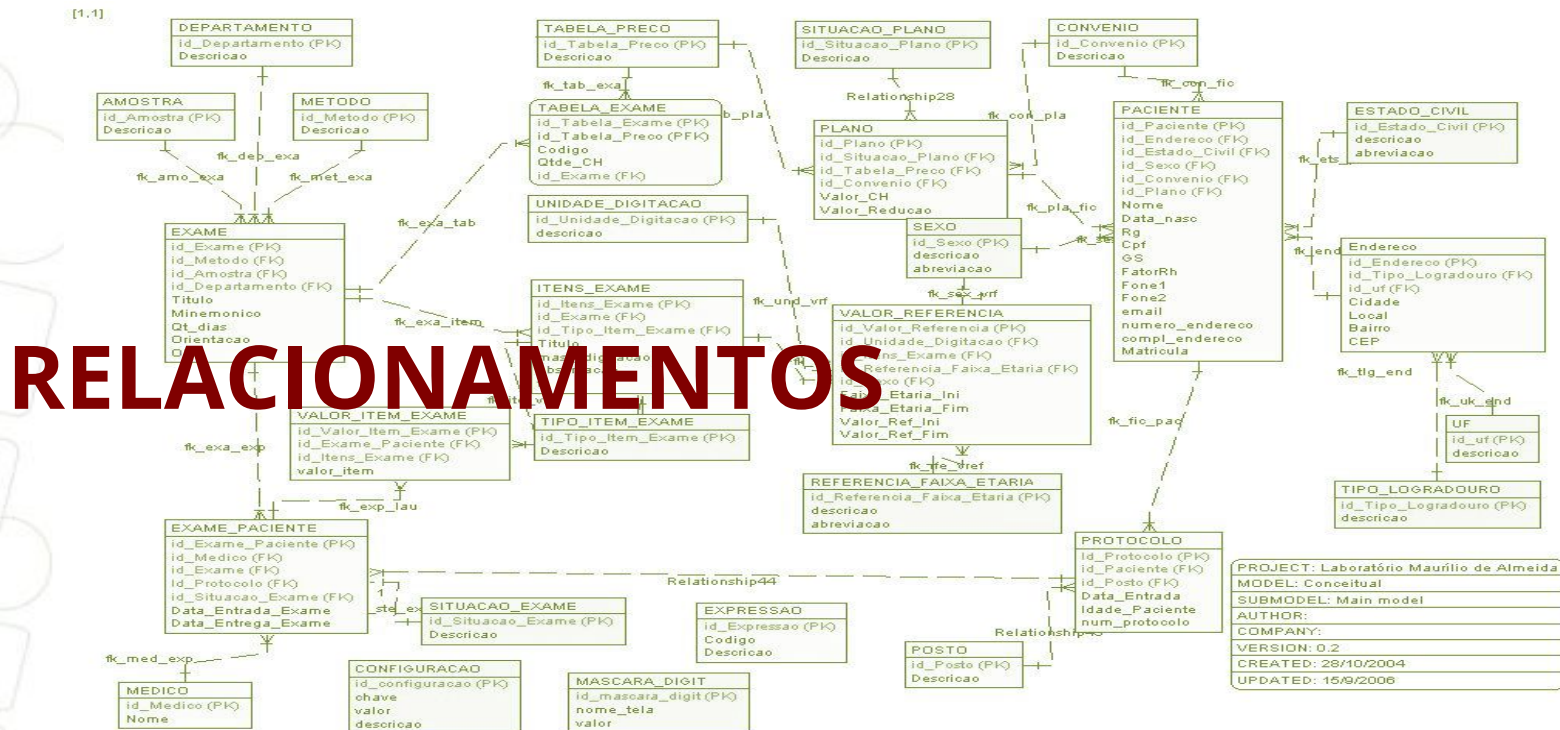 [1.1]
DEPARTAMENTO
id_Departamento (PK)
Descricao
AMOSTRA
id_Amostra (PK)
Descricao
METODO
id_Metodo (PK)
Descricao
fk_dep_exa
fk_amo_exa
fk_met_exa
EXAME
id_Exame (PK)
id_Metodo (FK)
id_Amostra (FK)
id_Departamento (FK)
Titulo
Minemonico
Qt_dias
Orientacao
TABELA_PRECO
id_Tabela_Preco (PK)
Descricao
fk_tab_exa
TABELA_EXAME
id_Tabela_Exame (PK)
id_Tabela_Preco (PFK)
Codigo
Qtde_CH
id_Exame (FK)
b_pla
fk_exa_tab
UNIDADE_DIGITACAO
id_Unidade_Digitacao (PK)
descricao
ITENS_EXAME
id_Itens_Exame (PK)
id_Exame (FK)
id_Tipo_Item_Exame (FK)
Titulo
fk_exa_item
fk_und_vrf
SITUACAO_PLANO
id_Situacao_Plano (PK)
Descricao
Relationship28
PLANO
id_Plano (PK)
id_Situacao_Plano (FK)
id_Tabela_Preco (FK)
id_Convenio (FK)
Valor_CH
Valor_Reducao
CONVENIO
id_Convenio (PK)
Descricao
fk_con_fic
fk_con_pla
fk_pla_fic
SEXO
id_Sexo (PK)
descricao
abreviacao
fk_sex_vrf
PACIENTE
id_Paciente (PK)
id_Endereco (FK)
id_Estado_Civil (FK)
id_Sexo (FK)
id_Convenio (FK)
id_Plano (FK)
Nome
Data_nasc
Rg
Cpf
GS
FatorRh
Fone1
Fone2
email
numero_endereco
compl_endereco
Matricula
ESTADO_CIVIL
id_Estado_Civil (PK)
descricao
abreviacao
fk_ets
fk_end
Endereco
id_Endereco (PK)
id_Tipo_Logradouro (FK)
id_uf (FK)
Cidade
Local
Bairro
CEP
fk_tlg_end
fk_uk_end
UF
id_uf (PK)
descricao
TIPO_LOGRADOURO
id_Tipo_Logradouro (PK)
descricao
VALOR_REFERENCIA
id_Valor_Referencia (PK)
id_Unidade_Digitacao (FK)
id_Itens_Exame (FK)
id_Referencia_Faixa_Etaria (FK)
id_Sexo (FK)
Faixa_Etaria_Ini
Faixa_Etaria_Fim
Valor_Ref_Ini
Valor_Ref_Fim
RELACIONAMENTOS
VALOR_ITEM_EXAME
id_Valor_Item_Exame (PK)
id_Exame_Paciente (FK)
id_Itens_Exame (FK)
valor_item
TIPO_ITEM_EXAME
id_Tipo_Item_Exame (PK)
Descricao
fk_exa_exp
fk_exp_lau
fk_rfe_vref
REFERENCIA_FAIXA_ETARIA
id_Referencia_Faixa_Etaria (PK)
descricao
abreviacao
fk_fic_pac
EXAME_PACIENTE
id_Exame_Paciente (PK)
id_Medico (FK)
id_Exame (FK)
id_Protocolo (FK)
id_Situacao_Exame (FK)
Data_Entrada_Exame
Data_Entrega_Exame
Relationship44
SITUACAO_EXAME
id_Situacao_Exame (PK)
Descricao
EXPRESSAO
id_Expressao (PK)
Codigo
Descricao
PROTOCOLO
Id_Protocolo (PK)
id_Paciente (FK)
id_Posto (FK)
Data_Entrada
Idade_Paciente
num_protocolo
POSTO
id_Posto (PK)
Descricao
fk_med_exp
MEDICO
id_Medico (PK)
Nome
CONFIGURACAO
id_configuracao (PK)
chave
valor
descricao
MASCARA_DIGIT
id_mascara_digit (PK)
nome_tela
valor
PROJECT: Laboratório Maurílio de Almeida
MODEL: Conceitual
SUBMODEL: Main model
AUTHOR:
COMPANY:
VERSION: 0.2
CREATED: 28/10/2004
UPDATED: 15/9/2006